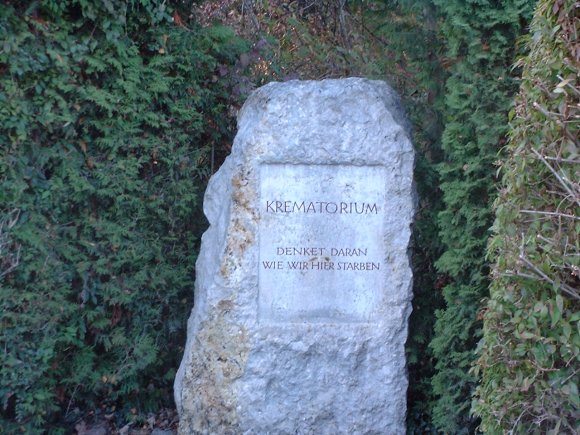 KREMATORIUM
DENKET DARAN
WIE WIR HIER STARBEN